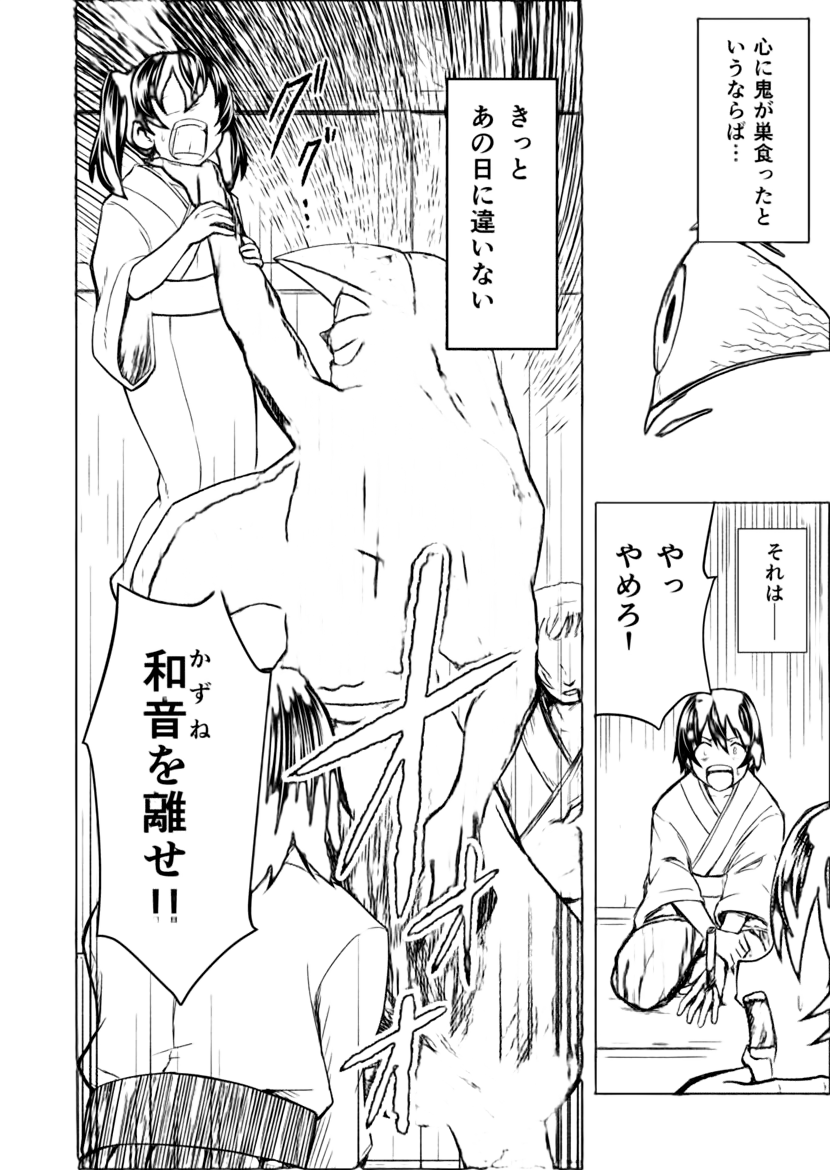 心に鬼が巣食ったと
いうならば…
それは──
やっ
やめろ!
きっと
あの日に違いない
グググ…
かずね
和音を離せ!!
オオオオ